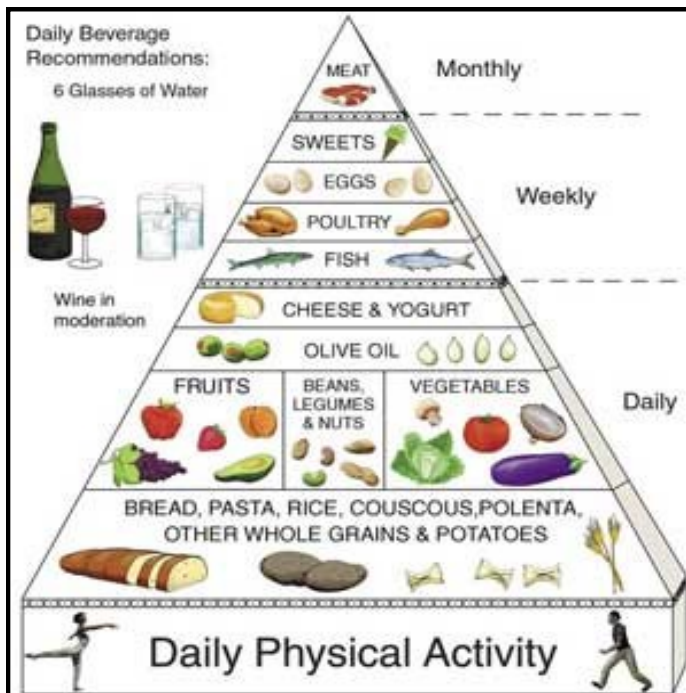 Daily Beverage
Recommendations:
6 Glasses of Water
Wine in
moderation
MEAT
Monthly
SWEETS
EGGS
POULTRY
FISH
Weekly
CHEESE & YOGURT
OLIVE OIL
FRUITS
BEANS,
LEGUMES
& NUTS
VEGETABLES
Daily
BREAD, PASTA, RICE, COUSCOUS,POLENTA,
OTHER WHOLE GRAINS & POTATOES
Daily Physical Activity